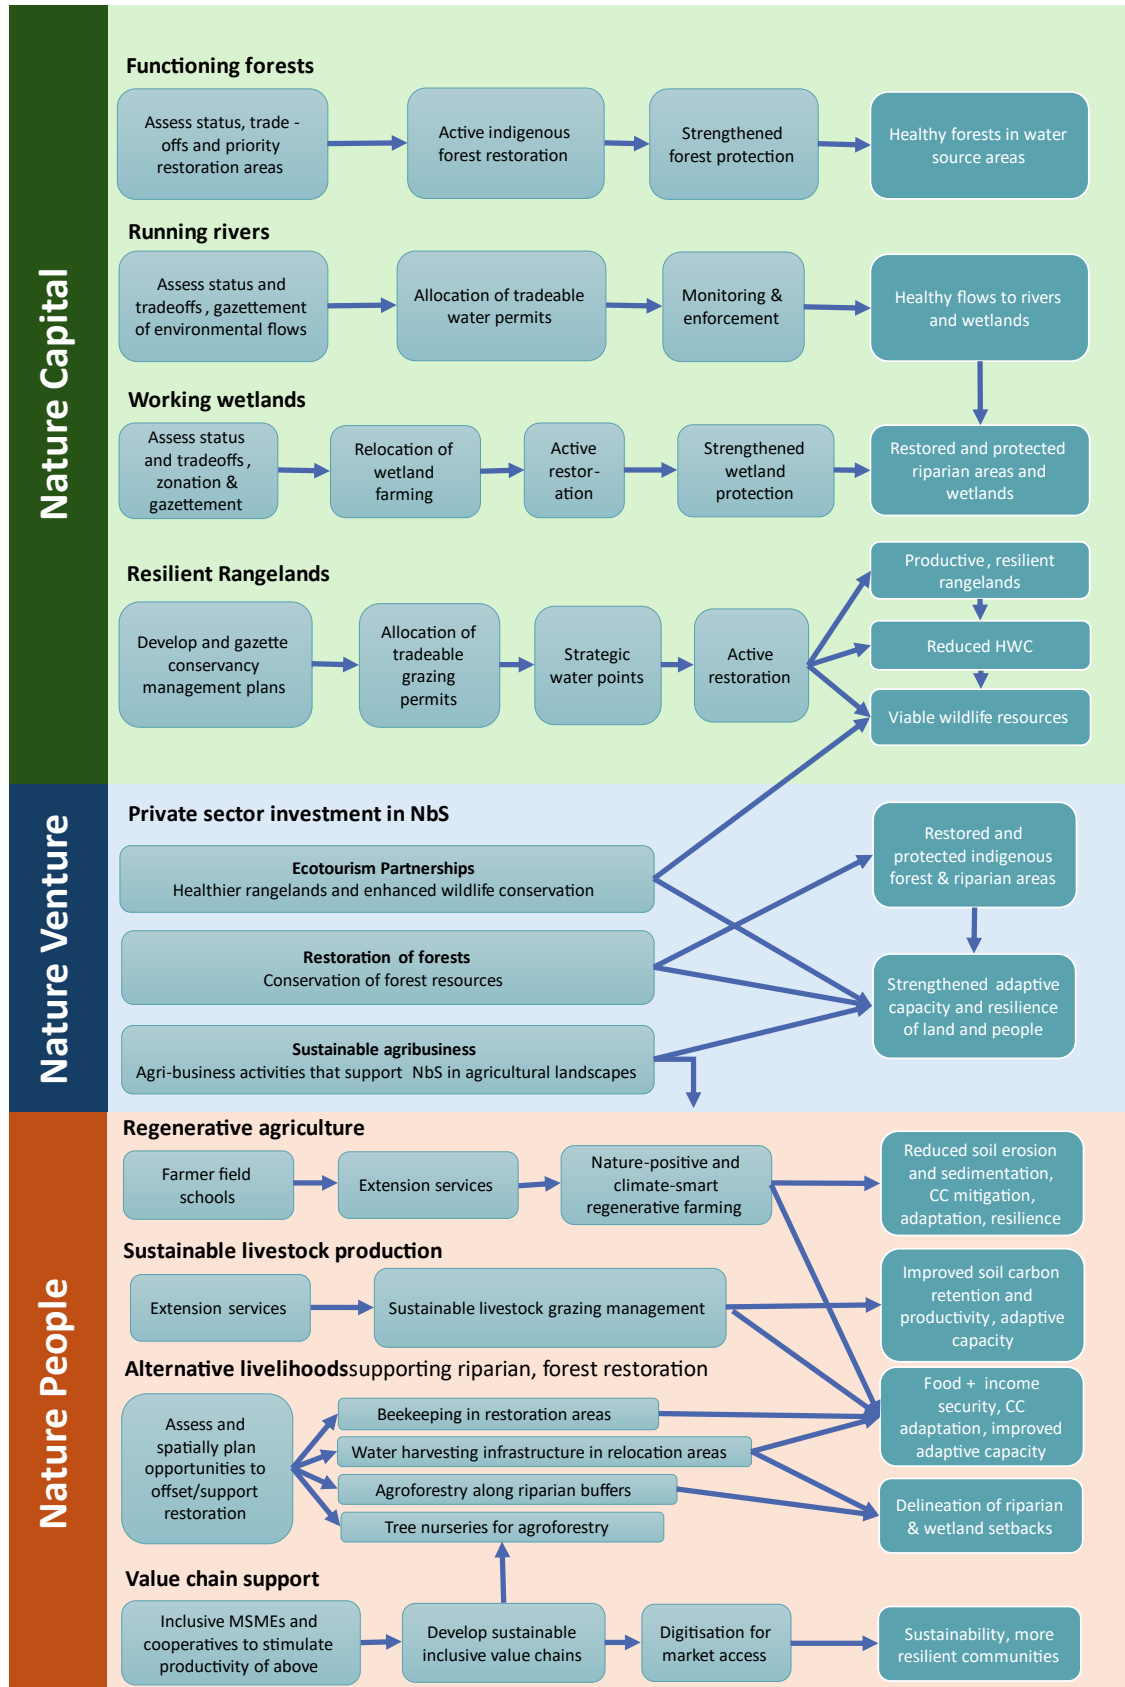 Nature Capital
Functioning forests
Assess status, trade -
offs and priority
restoration areas
Active indigenous
forest restoration
Strengthened
forest protection
Healthy forests in water
source areas
Running rivers
Assess status and
tradeoffs, gazettement
of environmental flows
Allocation of tradeable
water permits
Monitoring &
enforcement
Healthy flows to rivers
and wetlands
Working wetlands
Assess status
and tradeoffs,
zonation &
gazettement
Relocation of
wetland
farming
Active
restor-
ation
Strengthened
wetland
protection
Restored and protected
riparian areas and
wetlands
Resilient Rangelands
Develop and gazette
conservancy
management plans
Allocation of
tradeable
grazing
permits
Strategic
water points
Active
restoration
Productive, resilient
rangelands
Reduced HWC
Viable wildlife resources
Nature Venture
Private sector investment in NbS
Ecotourism Partnerships
Healthier rangelands and enhanced wildlife conservation
Restoration of forests
Conservation of forest resources
Sustainable agribusiness
Agri-business activities that support NbS in agricultural landscapes
Restored and
protected indigenous
forest & riparian areas
Strengthened adaptive
capacity and resilience
of land and people
Nature People
Regenerative agriculture
Farmer field
schools
Extension services
Nature-positive and
climate-smart
regenerative farming
Reduced soil erosion
and sedimentation,
CC mitigation,
adaptation, resilience
Sustainable livestock production
Extension services
Sustainable livestock grazing management
Improved soil carbon
retention and
productivity, adaptive
capacity
Alternative livelihoods supporting riparian, forest restoration
Assess and
spatially plan
opportunities to
offset/support
restoration
Beekeeping in restoration areas
Water harvesting infrastructure in relocation areas
Agroforestry along riparian buffers
Tree nurseries for agroforestry
Food + income
security, CC
adaptation, improved
adaptive capacity
Delineation of riparian
& wetland setbacks
Value chain support
Inclusive MSMEs and
cooperatives to stimulate
productivity of above
Develop sustainable
inclusive value chains
Digitisation for
market access
Sustainability, more
resilient communities